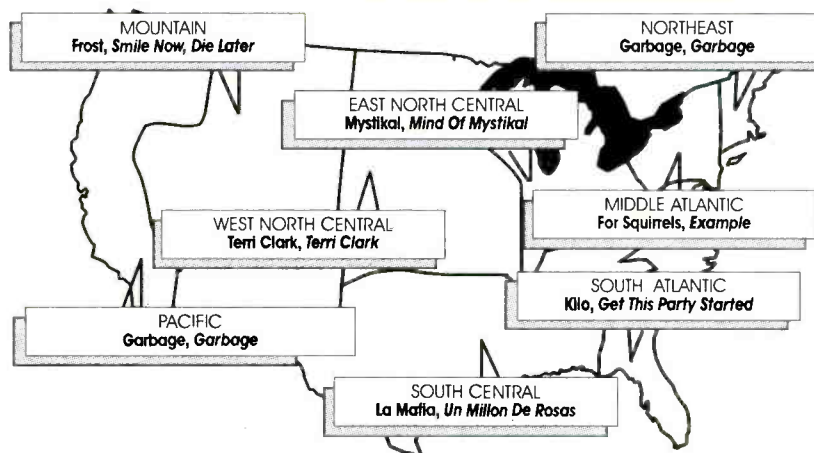 MOUNTAIN
Frost, Smile Now, Die Later
NORTHEAST
Garbage, Garbage
EAST NORTH CENTRAL
Mystikal, Mind Of Mystikal
MIDDLE ATLANTIC
For Squirrels, Example
WEST NORTH CENTRAL
Terri Clark, Terri Clark
SOUTH ATLANTIC
Kilo, Get This Party Started
PACIFIC
Garbage, Garbage
SOUTH CENTRAL
La Mafia, Un Millon De Rosas